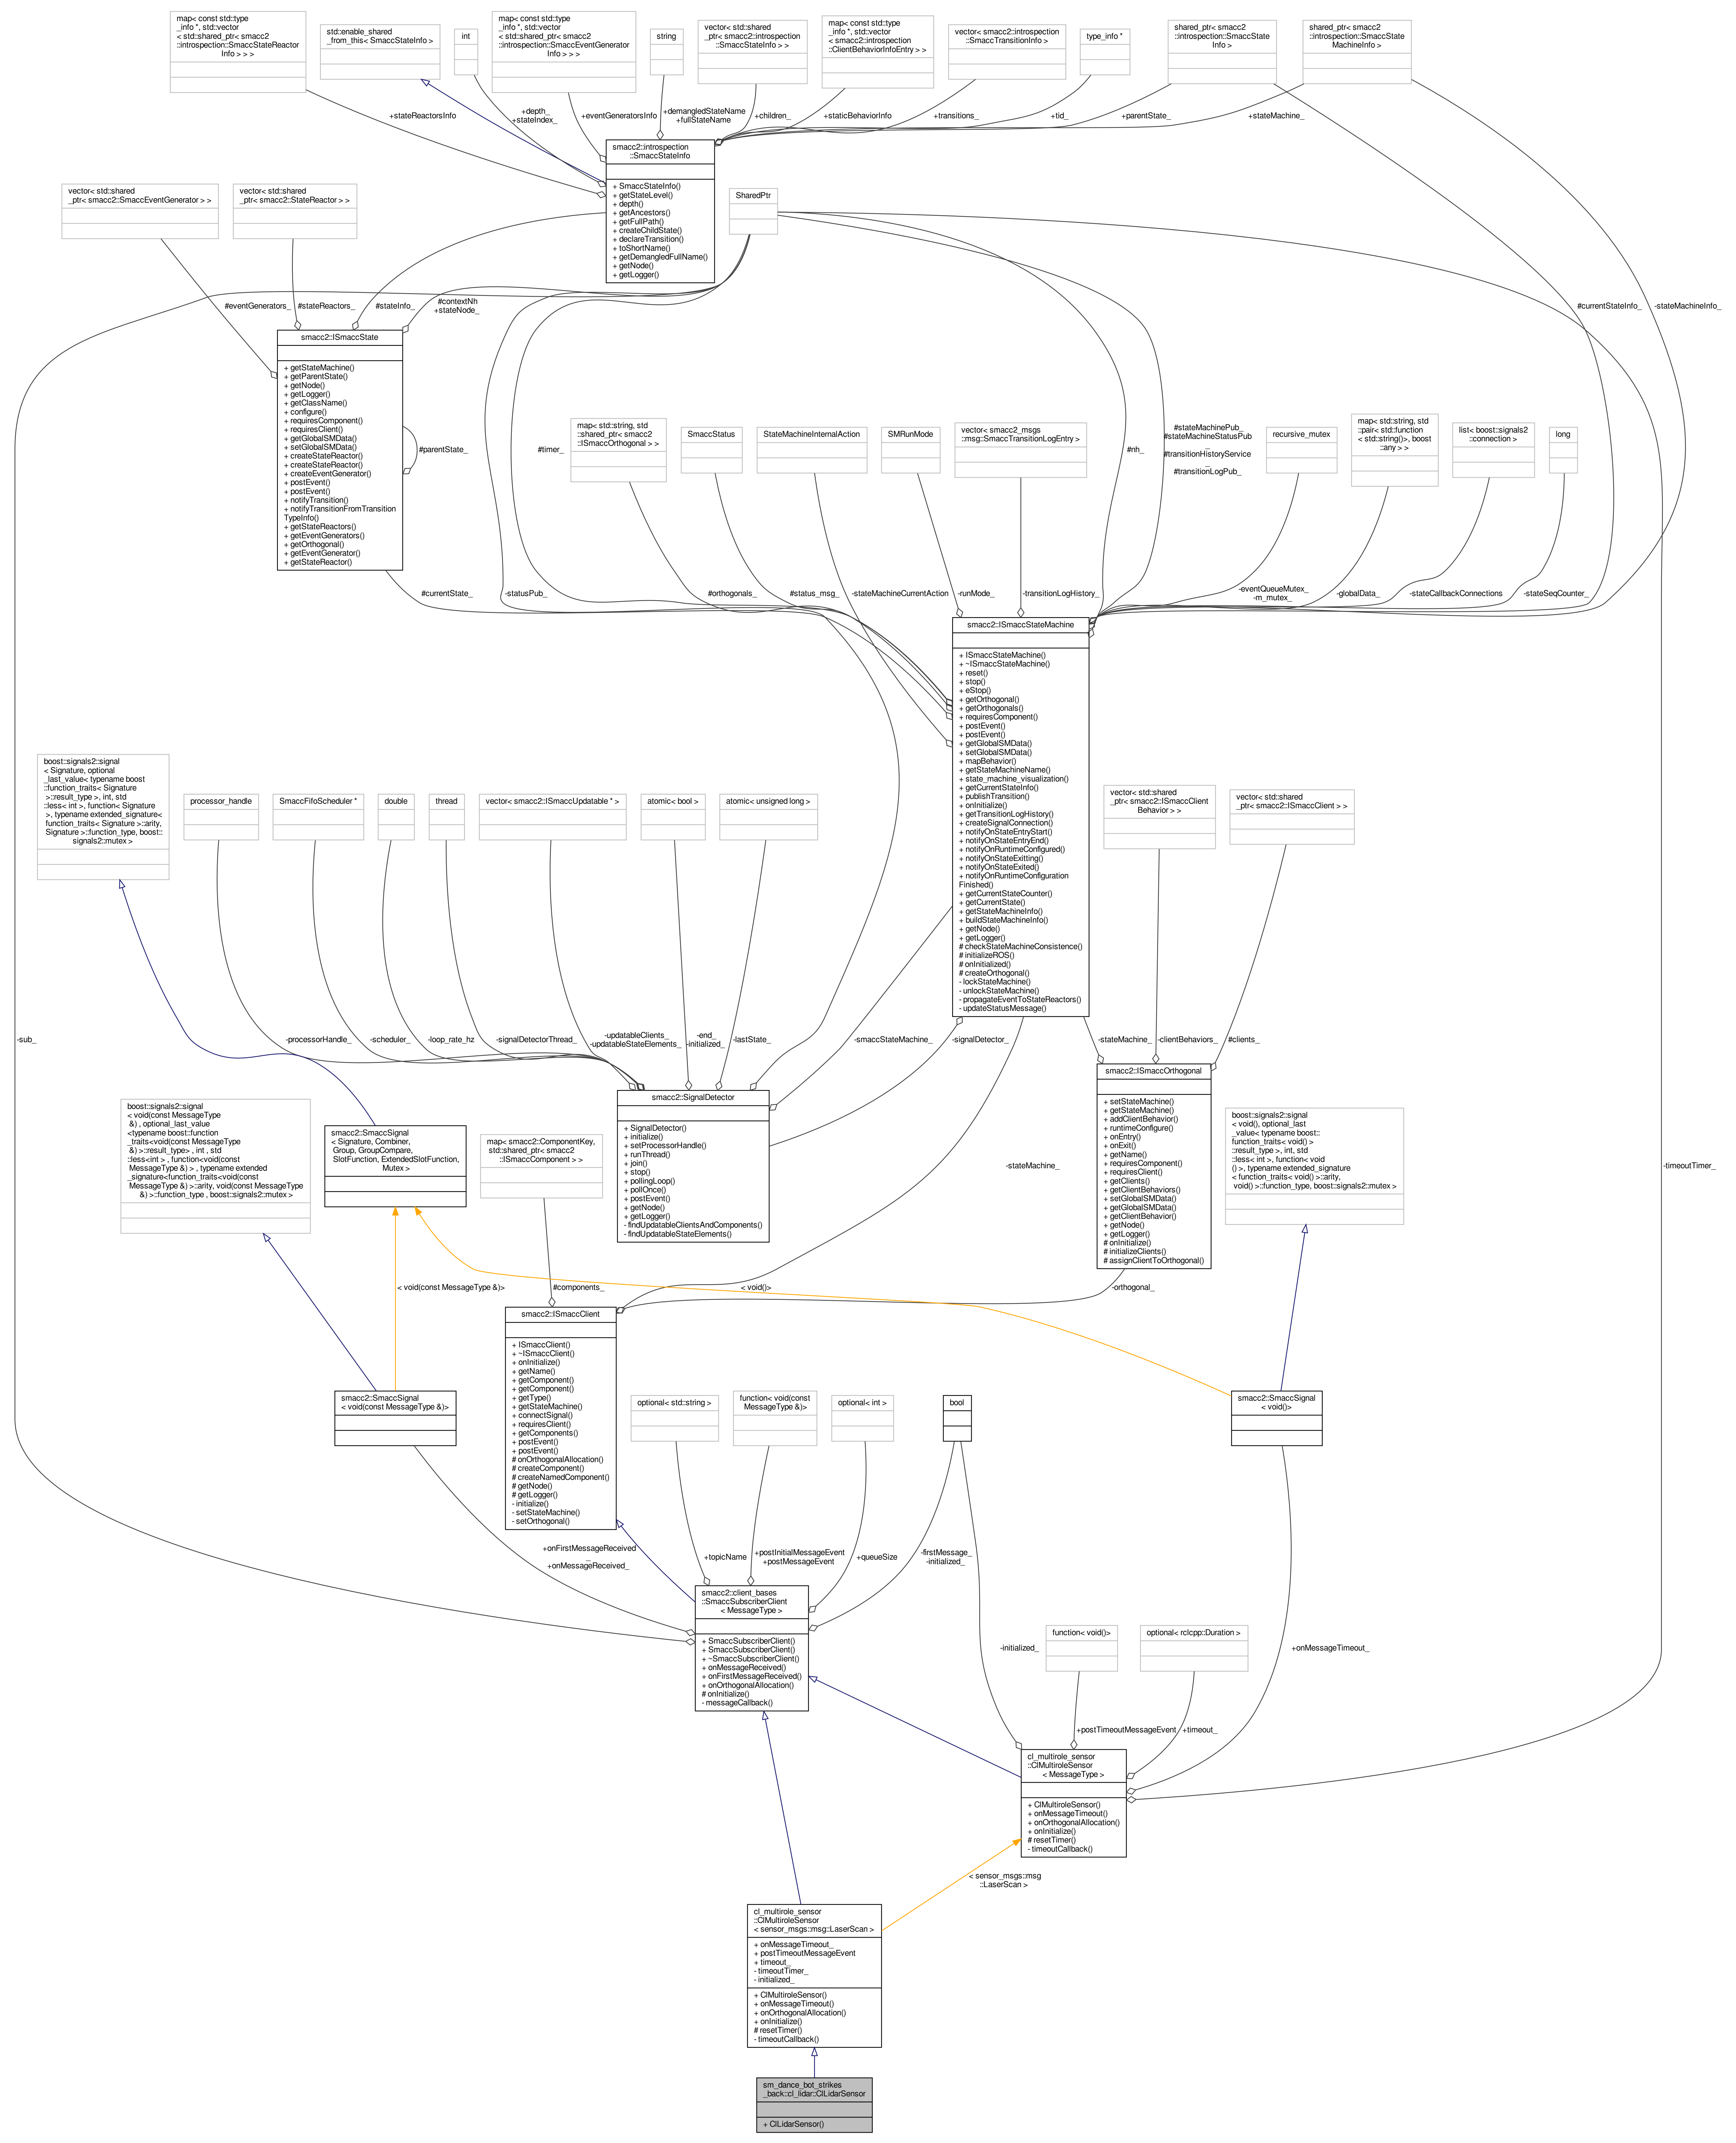 map< const std::type
_info *, std::vector
< std::shared_ptr< smacc2
::introspection::SmaccStateReactor
Info > > >
std::enable_shared
_from_this< SmaccStateInfo >
int
map< const std::type
_info *, std::vector
< std::shared_ptr< smacc2
::introspection::SmaccEventGenerator
Info > > >
string
vector< std::shared
_ptr< smacc2::introspection
::SmaccStateInfo > >
map< const std::type
_info *, std::vector
< smacc2::introspection
::ClientBehaviorInfoEntry > >
vector< smacc2::introspection
::SmaccTransitionInfo >
type_info *
shared_ptr< smacc2
::introspection::SmaccState
Info >
shared_ptr< smacc2
::introspection::SmaccState
MachineInfo >
+stateReactorsInfo
+depth_
+stateIndex_
+eventGeneratorsInfo
+demangledStateName
+fullStateName
+children_
+staticBehaviorInfo
+transitions_
+tid_
+parentState_
+stateMachine_
smacc2::introspection
::SmaccStateInfo
+ SmaccStateInfo()
+ getStateLevel()
+ depth()
+ getAncestors()
+ getFullPath()
+ createChildState()
+ declareTransition()
+ toShortName()
+ getDemangledFullName()
+ getNode()
+ getLogger()
vector< std::shared
_ptr< smacc2::SmaccEventGenerator > >
vector< std::shared
_ptr< smacc2::StateReactor > >
SharedPtr
#eventGenerators_
#stateReactors_
#stateInfo_
#contextNh
+stateNode_
#currentStateInfo_
-stateMachineInfo_
smacc2::ISmaccState
+ getStateMachine()
+ getParentState()
+ getNode()
+ getLogger()
+ getClassName()
+ configure()
+ requiresComponent()
+ requiresClient()
+ getGlobalSMData()
+ setGlobalSMData()
+ createStateReactor()
+ createStateReactor()
+ createEventGenerator()
+ postEvent()
+ postEvent()
+ notifyTransition()
+ notifyTransitionFromTransition
TypeInfo()
+ getStateReactors()
+ getEventGenerators()
+ getOrthogonal()
+ getEventGenerator()
+ getStateReactor()
#parentState_
#timer_
map< std::string, std
::shared_ptr< smacc2
::ISmaccOrthogonal > >
SmaccStatus
StateMachineInternalAction
SMRunMode
vector< smacc2_msgs
::msg::SmaccTransitionLogEntry >
#nh_
#stateMachinePub_
#stateMachineStatusPub
_
#transitionHistoryService
_
#transitionLogPub_
recursive_mutex
map< std::string, std
::pair< std::function
< std::string()>, boost
::any > >
list< boost::signals2
::connection >
long
#currentState_
-statusPub_
#orthogonals_
#status_msg_
-stateMachineCurrentAction
-runMode_
-transitionLogHistory_
-eventQueueMutex_
-m_mutex_
-globalData_
-stateCallbackConnections
-stateSeqCounter_
smacc2::ISmaccStateMachine
+ ISmaccStateMachine()
+ ~ISmaccStateMachine()
+ reset()
+ stop()
+ eStop()
+ getOrthogonal()
+ getOrthogonals()
+ requiresComponent()
+ postEvent()
+ postEvent()
+ getGlobalSMData()
+ setGlobalSMData()
+ mapBehavior()
+ getStateMachineName()
+ state_machine_visualization()
+ getCurrentStateInfo()
+ publishTransition()
+ onInitialize()
+ getTransitionLogHistory()
+ createSignalConnection()
+ notifyOnStateEntryStart()
+ notifyOnStateEntryEnd()
+ notifyOnRuntimeConfigured()
+ notifyOnStateExitting()
+ notifyOnStateExited()
+ notifyOnRuntimeConfiguration
Finished()
+ getCurrentStateCounter()
+ getCurrentState()
+ getStateMachineInfo()
+ buildStateMachineInfo()
+ getNode()
+ getLogger()
# checkStateMachineConsistence()
# initializeROS()
# onInitialized()
# createOrthogonal()
- lockStateMachine()
- unlockStateMachine()
- propagateEventToStateReactors()
- updateStatusMessage()
boost::signals2::signal
< Signature, optional
_last_value< typename boost
::function_traits< Signature
>::result_type >, int, std
::less< int >, function< Signature
>, typename extended_signature<
function_traits< Signature >::arity,
Signature >::function_type, boost::
signals2::mutex >
processor_handle
SmaccFifoScheduler *
double
thread
vector< smacc2::ISmaccUpdatable * >
atomic< bool >
atomic< unsigned long >
vector< std::shared
_ptr< smacc2::ISmaccClient
Behavior > >
vector< std::shared
_ptr< smacc2::ISmaccClient > >
-sub_
-processorHandle_
-scheduler_
-loop_rate_hz
-signalDetectorThread_
-updatableClients_
-updatableStateElements_
-end_
-initialized_
-lastState_
-smaccStateMachine_
-signalDetector_
-stateMachine_
-clientBehaviors_
#clients_
smacc2::SignalDetector
+ SignalDetector()
+ initialize()
+ setProcessorHandle()
+ runThread()
+ join()
+ stop()
+ pollingLoop()
+ pollOnce()
+ postEvent()
+ getNode()
+ getLogger()
- findUpdatableClientsAndComponents()
- findUpdatableStateElements()
smacc2::ISmaccOrthogonal
+ setStateMachine()
+ getStateMachine()
+ addClientBehavior()
+ runtimeConfigure()
+ onEntry()
+ onExit()
+ getName()
+ requiresComponent()
+ requiresClient()
+ getClients()
+ getClientBehaviors()
+ setGlobalSMData()
+ getGlobalSMData()
+ getClientBehavior()
+ getNode()
+ getLogger()
# onInitialize()
# initializeClients()
# assignClientToOrthogonal()
boost::signals2::signal
< void(const MessageType
&) , optional_last_value
<typename boost::function
_traits<void(const MessageType
&) >::result_type> , int , std
::less<int > , function<void(const
MessageType &) > , typename extended
_signature<function_traits<void(const
MessageType &) >::arity, void(const MessageType
&) >::function_type , boost::signals2::mutex >
smacc2::SmaccSignal
< Signature, Combiner,
Group, GroupCompare,
SlotFunction, ExtendedSlotFunction,
Mutex >
map< smacc2::ComponentKey,
std::shared_ptr< smacc2
::ISmaccComponent > >
boost::signals2::signal
< void(), optional_last
_value< typename boost::
function_traits< void() >
::result_type >, int, std
::less< int >, function< void
() >, typename extended_signature
< function_traits< void() >::arity,
void() >::function_type, boost::signals2::mutex >
-stateMachine_
-timeoutTimer_
< void(const MessageType &)>
#components_
< void()>
-orthogonal_
smacc2::ISmaccClient
+ ISmaccClient()
+ ~ISmaccClient()
+ onInitialize()
+ getName()
+ getComponent()
+ getComponent()
+ getType()
+ getStateMachine()
+ connectSignal()
+ requiresClient()
+ getComponents()
+ postEvent()
+ postEvent()
# onOrthogonalAllocation()
# createComponent()
# createNamedComponent()
# getNode()
# getLogger()
- initialize()
- setStateMachine()
- setOrthogonal()
smacc2::SmaccSignal
< void(const MessageType &)>
optional< std::string >
function< void(const
MessageType &)>
optional< int >
bool
smacc2::SmaccSignal
< void()>
+onFirstMessageReceived
_
+onMessageReceived_
+topicName
+postInitialMessageEvent
+postMessageEvent
+queueSize
-firstMessage_
-initialized_
smacc2::client_bases
::SmaccSubscriberClient
< MessageType >
+ SmaccSubscriberClient()
+ SmaccSubscriberClient()
+ ~SmaccSubscriberClient()
+ onMessageReceived()
+ onFirstMessageReceived()
+ onOrthogonalAllocation()
# onInitialize()
- messageCallback()
-initialized_
function< void()>
optional< rclcpp::Duration >
+onMessageTimeout_
+postTimeoutMessageEvent
+timeout_
cl_multirole_sensor
::ClMultiroleSensor
< MessageType >
+ ClMultiroleSensor()
+ onMessageTimeout()
+ onOrthogonalAllocation()
+ onInitialize()
# resetTimer()
- timeoutCallback()
< sensor_msgs::msg
::LaserScan >
cl_multirole_sensor
::ClMultiroleSensor
< sensor_msgs::msg::LaserScan >
+ onMessageTimeout_
+ postTimeoutMessageEvent
+ timeout_
- timeoutTimer_
- initialized_
+ ClMultiroleSensor()
+ onMessageTimeout()
+ onOrthogonalAllocation()
+ onInitialize()
# resetTimer()
- timeoutCallback()
sm_dance_bot_strikes
_back::cl_lidar::ClLidarSensor
+ ClLidarSensor()